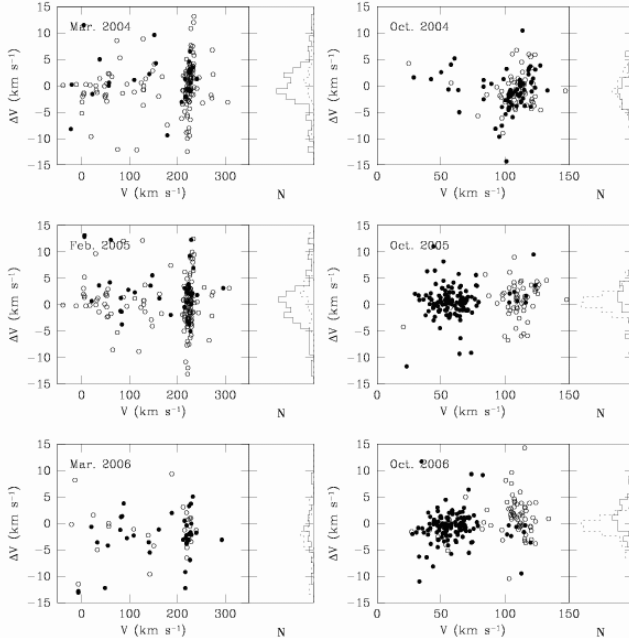 Mar. 2004
Oct. 2004
ΔV (km s⁻¹)
15
10
5
0
−5
−10
−15
0
100
200
300
V (km s⁻¹)
N
ΔV (km s⁻¹)
15
10
5
0
−5
−10
−15
0
50
100
150
V (km s⁻¹)
N
Feb. 2005
Oct. 2005
ΔV (km s⁻¹)
15
10
5
0
−5
−10
−15
0
100
200
300
V (km s⁻¹)
N
ΔV (km s⁻¹)
15
10
5
0
−5
−10
−15
0
50
100
150
V (km s⁻¹)
N
Mar. 2006
Oct. 2006
ΔV (km s⁻¹)
15
10
5
0
−5
−10
−15
0
100
200
300
V (km s⁻¹)
N
ΔV (km s⁻¹)
15
10
5
0
−5
−10
−15
0
50
100
150
V (km s⁻¹)
N